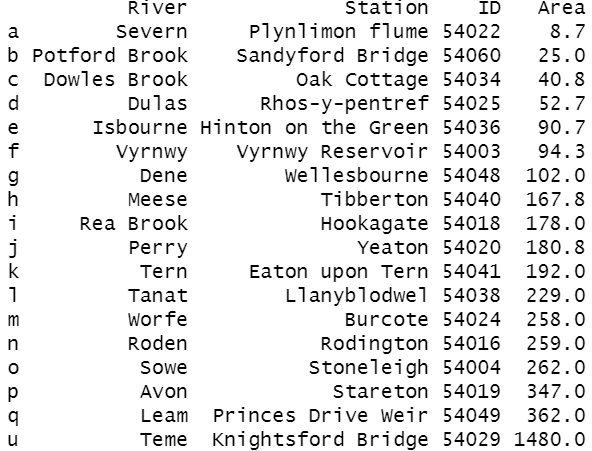 River Station ID Area
a Severn Plynlimon flume 54022 8.7
b Potford Brook Sandyford Bridge 54060 25.0
c Dowles Brook Oak Cottage 54034 40.8
d Dulas Rhos-y-pentref 54025 52.7
e Isbourne Hinton on the Green 54036 90.7
f Vyrnwy Vyrnwy Reservoir 54003 94.3
g Dene Wellesbourne 54048 102.0
h Meese Tibberton 54040 167.8
i Rea Brook Hookagate 54018 178.0
j Perry Yeaton 54020 180.8
k Tern Eaton upon Tern 54041 192.0
l Tanat Llanyblodwel 54038 229.0
m Worfe Burcote 54024 258.0
n Roden Rodington 54016 259.0
o Sowe Stoneleigh 54004 262.0
p Avon Stareton 54019 347.0
q Leam Princes Drive Weir 54049 362.0
u Teme Knightsford Bridge 54029 1480.0